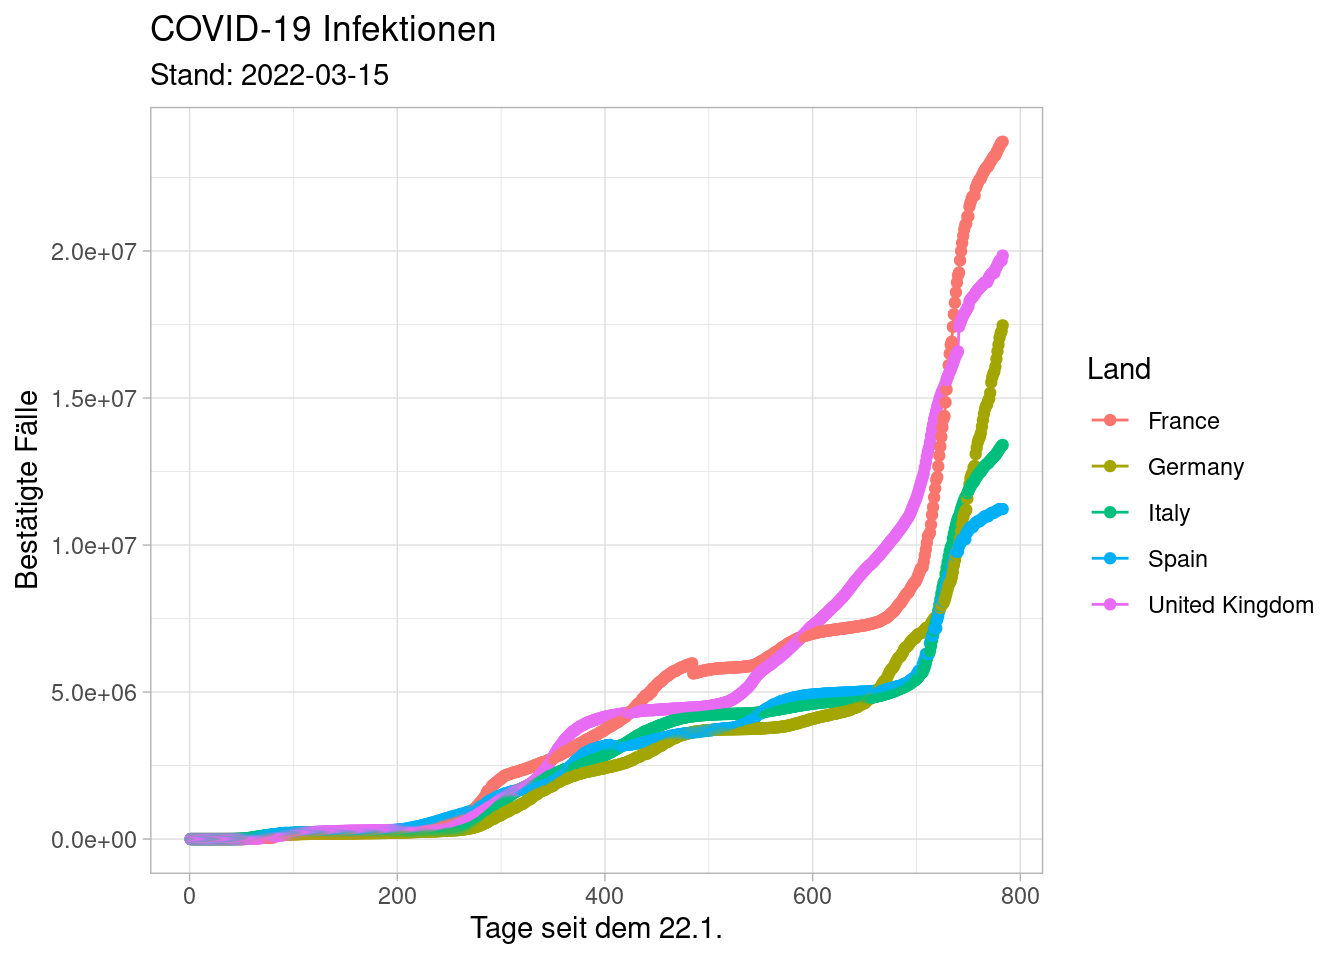 COVID-19 Infektionen
Stand: 2022-03-15
Bestätigte Fälle
2.0e+07
1.5e+07
1.0e+07
5.0e+06
0.0e+00
0
200
400
600
800
Tage seit dem 22.1.
Land
France
Germany
Italy
Spain
United Kingdom